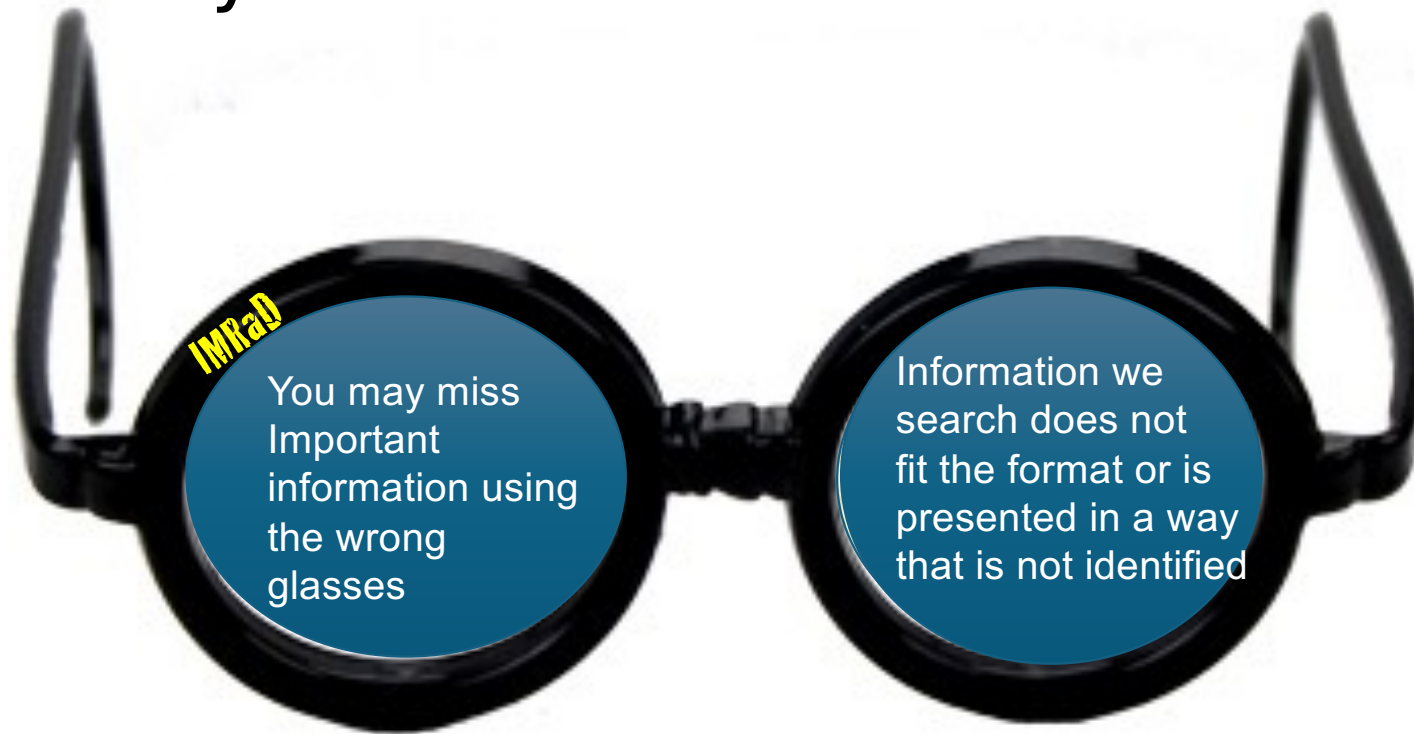 IMRaD
You may miss
Important
information using
the wrong
glasses
Information we
search does not
fit the format or is
presented in a way
that is not identified